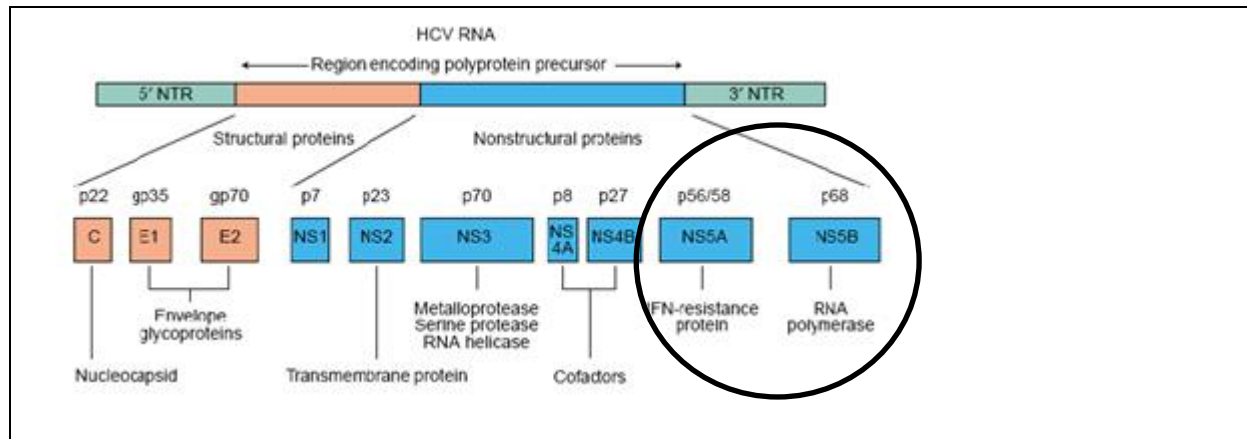 HCV RNA
Region encoding polyprotein precursor
5' NTR
3' NTR
Structural proteins
Nonstructural proteins
p22 gp35 gp70 p7 p23 p70 p8 p27 p56/58 p68
C E1 E2 NS1 NS2 NS3 NS 4A NS4B NS5A NS5B
Envelope
glycoproteins
Metalloprotease
Serine protease
RNA helicase
IFN-resistance
protein
RNA
polymerase
Nucleocapsid
Transmembrane protein
Cofactors